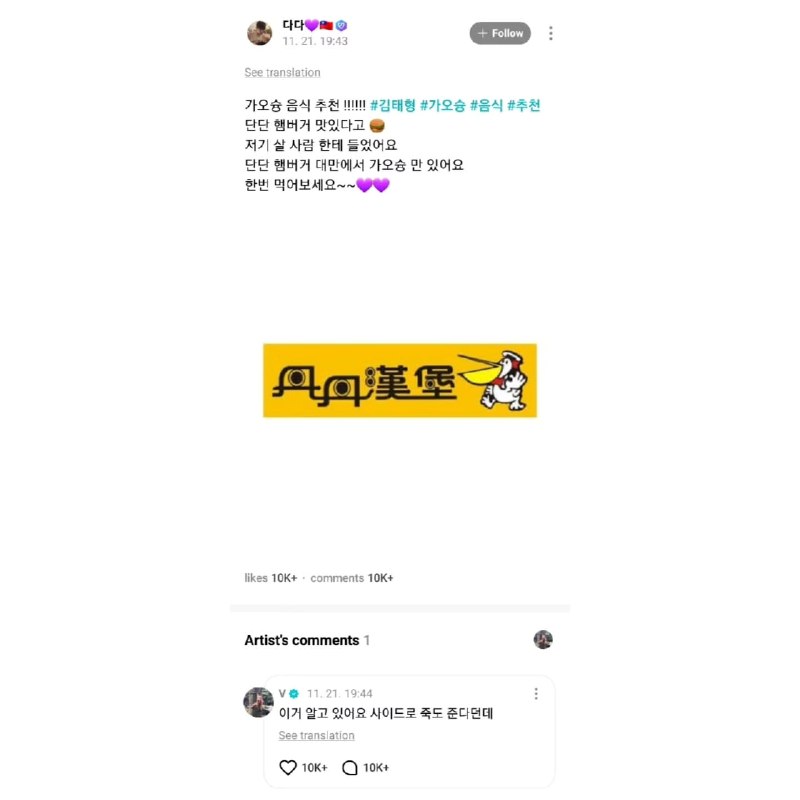 다다💜🇹🇼
11. 21. 19:43
+ Follow
See translation
가오슝 음식 추천 !!!!!! #김태형 #가오슝 #음식 #추천
단단 햄버거 맛있다고 🍔
저기 살 사람 한테 들었어요
단단 햄버거 대만에서 가오슝 만 있어요
한번 먹어보세요~~💜💜
丹丹漢堡
likes 10K+ · comments 10K+
Artist's comments 1
V 11. 21. 19:44
이거 알고 있어요 사이드로 죽도 준다던데
See translation
10K+ 10K+